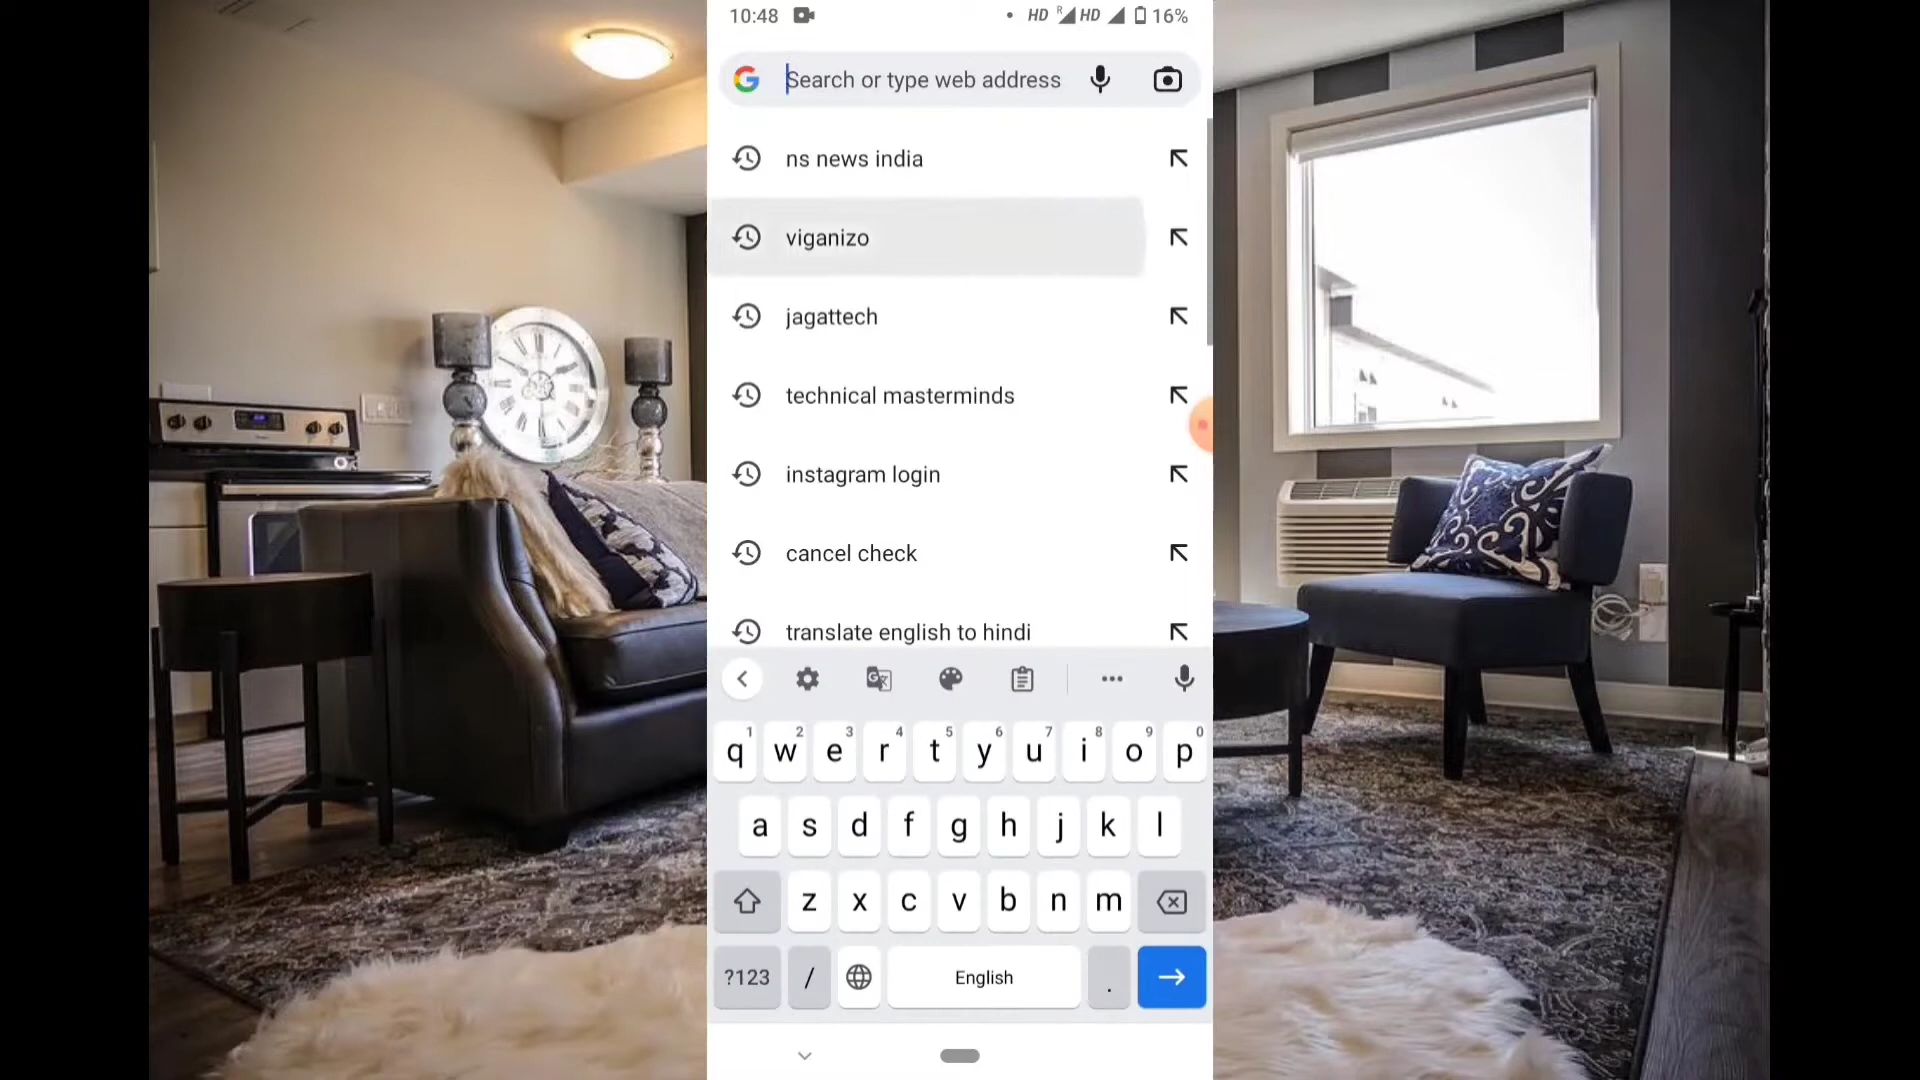 10:48 HD R HD 16%
Search or type web address
ns news india
viganizo
jagattech
technical masterminds
instagram login
cancel check
translate english to hindi
1 2 3 4 5 6 7 8 9 0
q w e r t y u i o p
a s d f g h j k l
z x c v b n m
?123 / English .